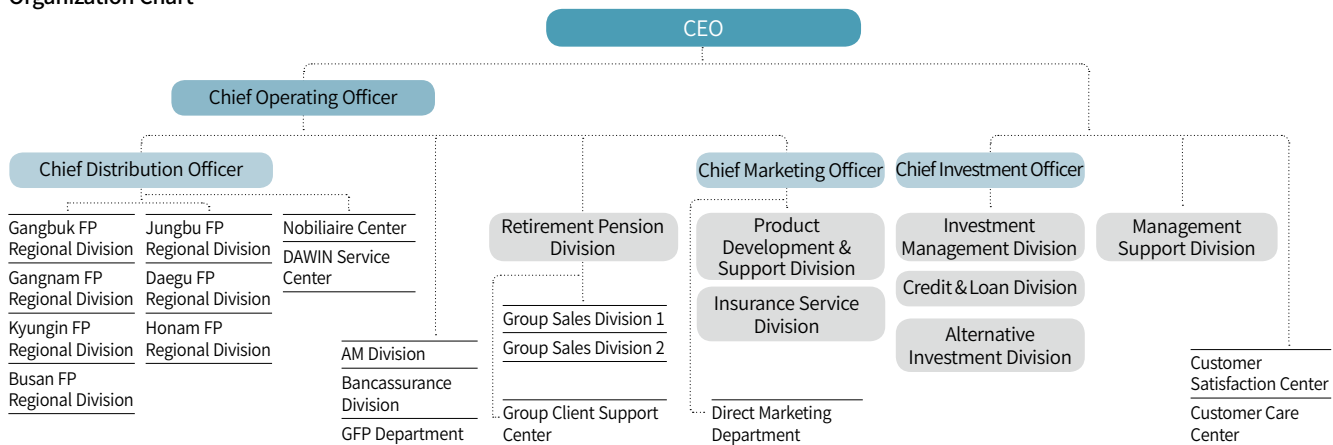 Organization Chart
CEO
Chief Operating Officer
Chief Distribution Officer
Chief Marketing Officer
Chief Investment Officer
Gangbuk FP
Regional Division
Gangnam FP
Regional Division
Kyungin FP
Regional Division
Busan FP
Regional Division
Jungbu FP
Regional Division
Daegu FP
Regional Division
Honam FP
Regional Division
Nobiliaire Center
DAWIN Service
Center
AM Division
Bancassurance
Division
GFP Department
Retirement Pension
Division
Group Sales Division 1
Group Sales Division 2
Group Client Support
Center
Product
Development &
Support Division
Insurance Service
Division
Direct Marketing
Department
Investment
Management Division
Credit & Loan Division
Alternative
Investment Division
Management
Support Division
Customer
Satisfaction Center
Customer Care
Center